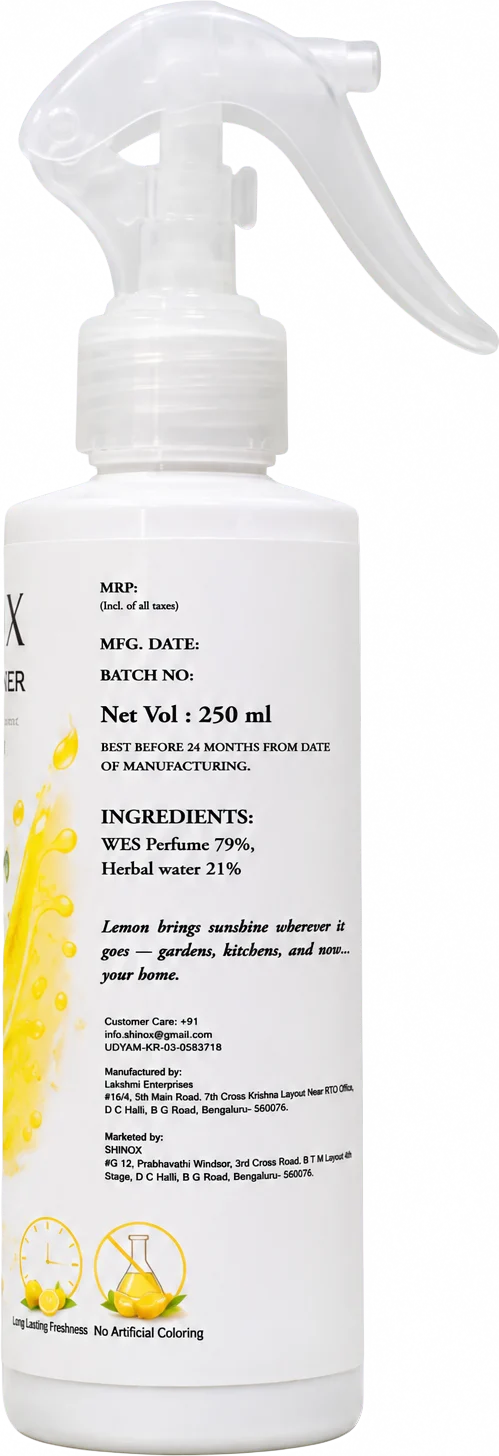 X
NER
MRP:
(Incl. of all taxes)
MFG. DATE:
BATCH NO:
Net Vol : 250 ml
BEST BEFORE 24 MONTHS FROM DATE
OF MANUFACTURING.
INGREDIENTS:
WES Perfume 79%,
Herbal water 21%
Lemon brings sunshine wherever it
goes — gardens, kitchens, and now...
your home.
Customer Care: +91
info.shinox@gmail.com
UDYAM-KR-03-0583718
Manufactured by:
Lakshmi Enterprises
#16/4, 5th Main Road. 7th Cross Krishna Layout Near RTO Office,
D C Halli, B G Road, Bengaluru- 560076.
Marketed by:
SHINOX
#G 12, Prabhavathi Windsor, 3rd Cross Road. B T M Layout 4th
Stage, D C Halli, B G Road, Bengaluru- 560076.
Long Lasting Freshness
No Artificial Coloring